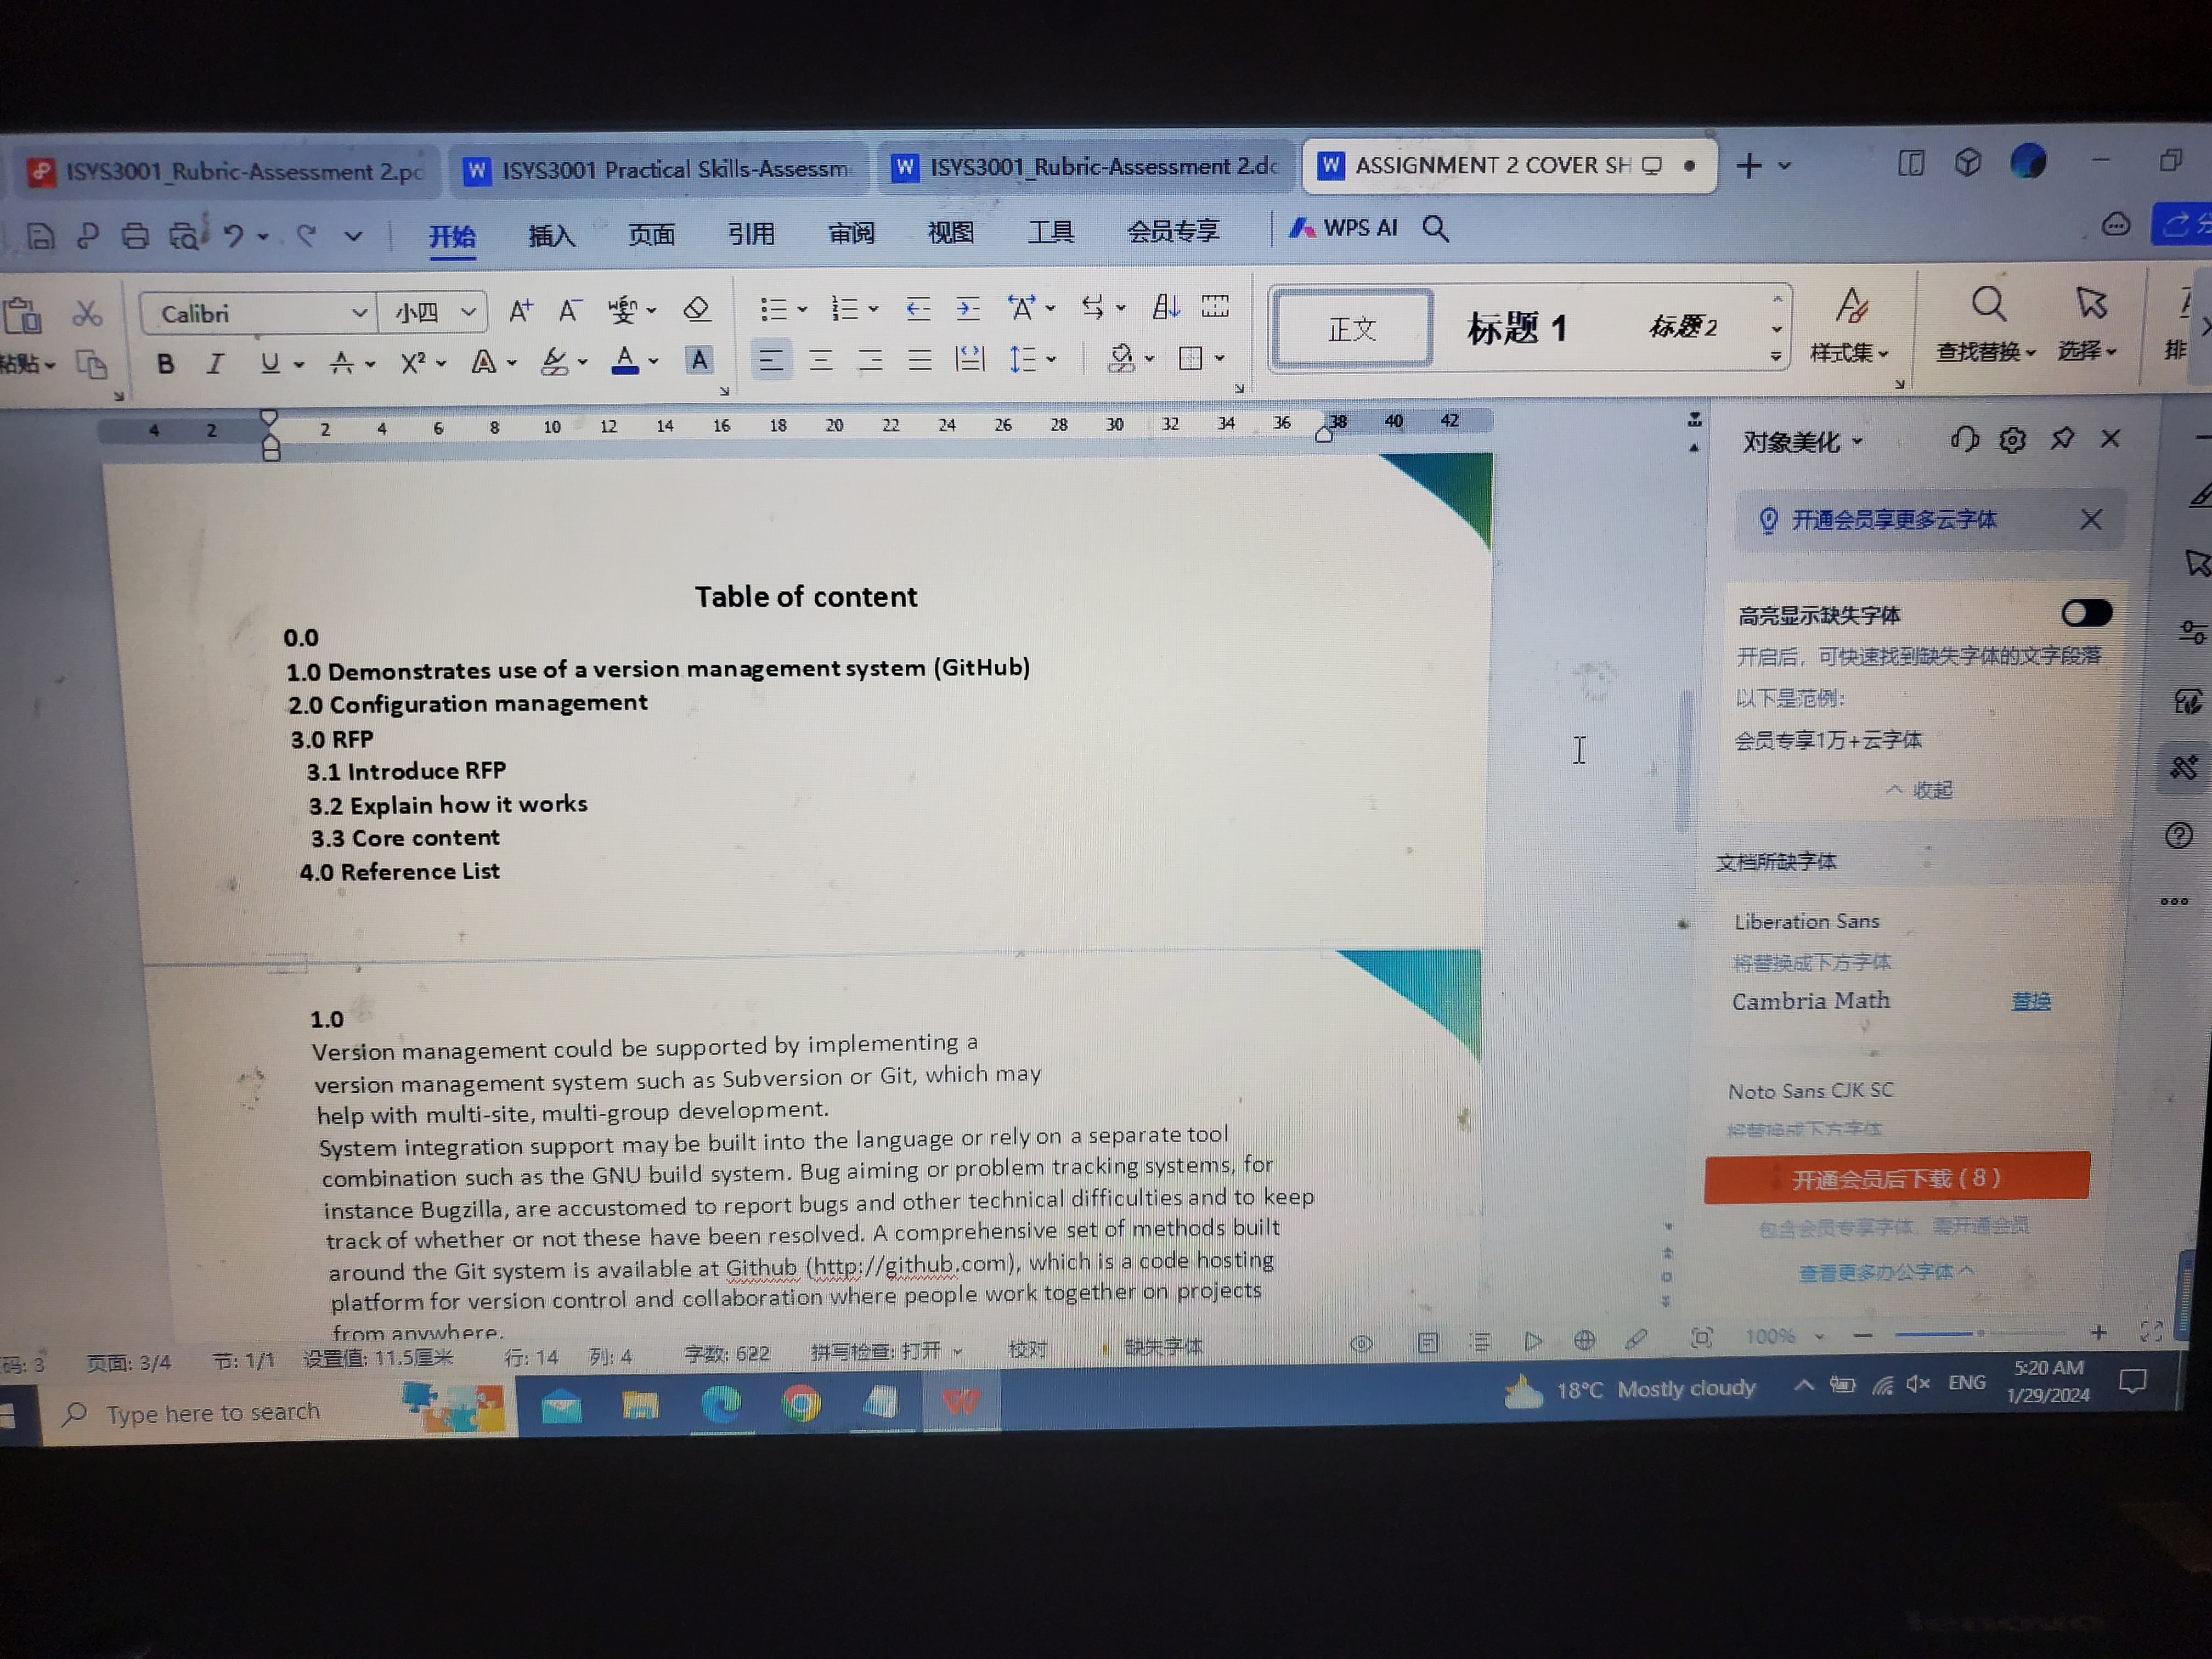 ISYS3001_Rubric-Assessment 2.pd
ISYS3001 Practical Skills-Assessm
ISYS3001_Rubric-Assessment 2.dc
ASSIGNMENT 2 COVER SH
开始 插入 页面 引用 审阅 视图 工具 会员专享 WPS AI
分
粘贴
Calibri 小四
正文 标题 1 标题 2
样式集 查找替换 选择 排
4 2 2 4 6 8 10 12 14 16 18 20 22 24 26 28 30 32 34 36 38 40 42
Table of content
0.0
1.0 Demonstrates use of a version management system (GitHub)
2.0 Configuration management
3.0 RFP
3.1 Introduce RFP
3.2 Explain how it works
3.3 Core content
4.0 Reference List
1.0
Version management could be supported by implementing a
version management system such as Subversion or Git, which may
help with multi-site, multi-group development.
System integration support may be built into the language or rely on a separate tool
combination such as the GNU build system. Bug aiming or problem tracking systems, for
instance Bugzilla, are accustomed to report bugs and other technical difficulties and to keep
track of whether or not these have been resolved. A comprehensive set of methods built
around the Git system is available at Github (http://github.com), which is a code hosting
platform for version control and collaboration where people work together on projects
from anywhere.
对象美化
开通会员享更多云字体
高亮显示缺失字体
开启后，可快速找到缺失字体的文字段落
以下是范例:
会员专享1万+云字体
收起
文档所缺字体
Liberation Sans
将替换成下方字体
Cambria Math 替换
Noto Sans CJK SC
将替换成下方字体
开通会员后下载 ( 8 )
包含会员专享字体，需开通会员
查看更多办公字体
码: 3 页面: 3/4 节: 1/1 设置值: 11.5厘米 行: 14 列: 4 字数: 622 拼写检查: 打开 校对 缺失字体 100%
Type here to search
18°C Mostly cloudy ENG
5:20 AM
1/29/2024
lenovo